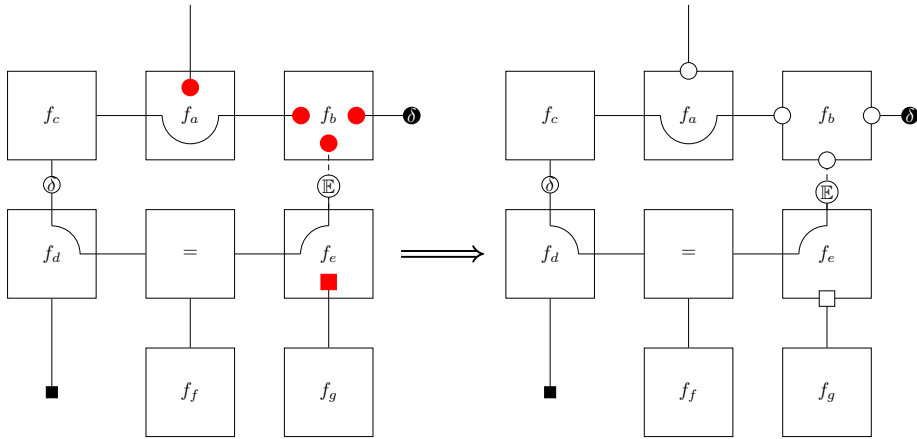 f_c f_a f_b δ f_c f_a f_b δ
δ 𝔼 δ 𝔼
f_d = f_e f_d = f_e
f_f f_g f_f f_g